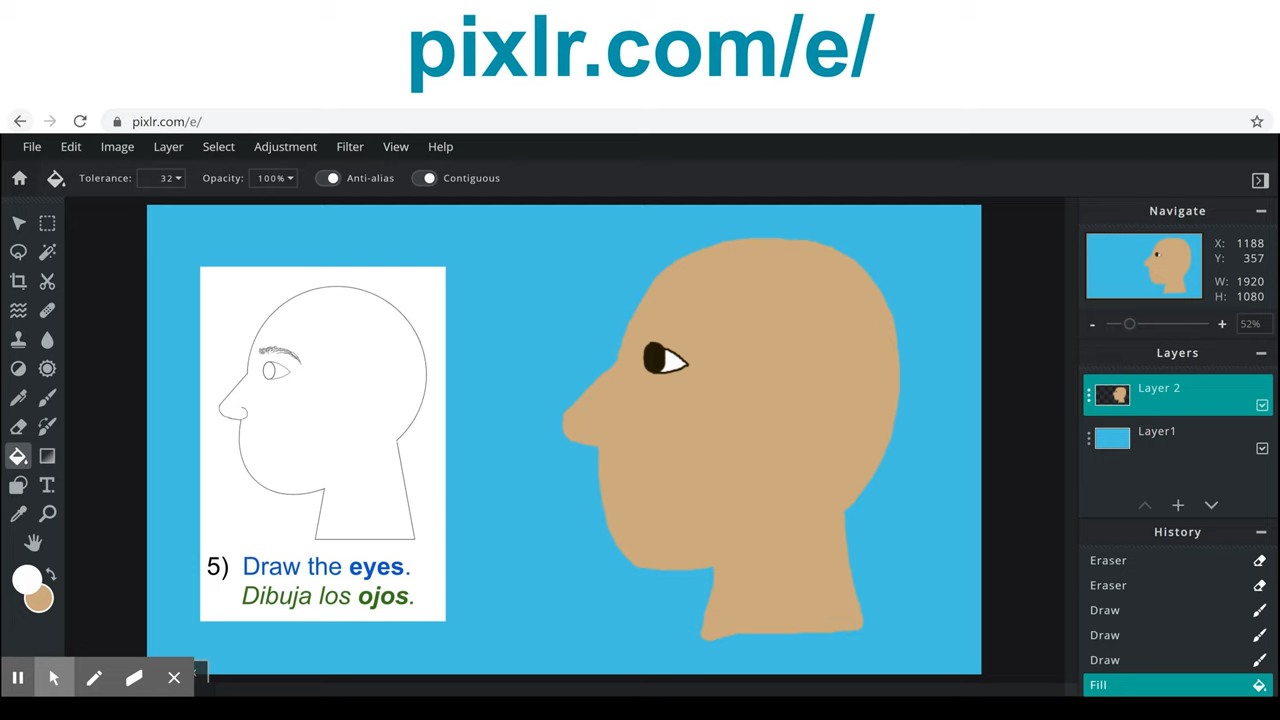 pixlr.com/e/
pixlr.com/e/
File Edit Image Layer Select Adjustment Filter View Help
Tolerance: 32 Opacity: 100% Anti-alias Contiguous
Navigate
X: 1188
Y: 357
W: 1920
H: 1080
- + 52%
Layers
Layer 2
Layer1
History
Eraser
Eraser
Draw
Draw
Draw
Fill
5) Draw the eyes.
Dibuja los ojos.